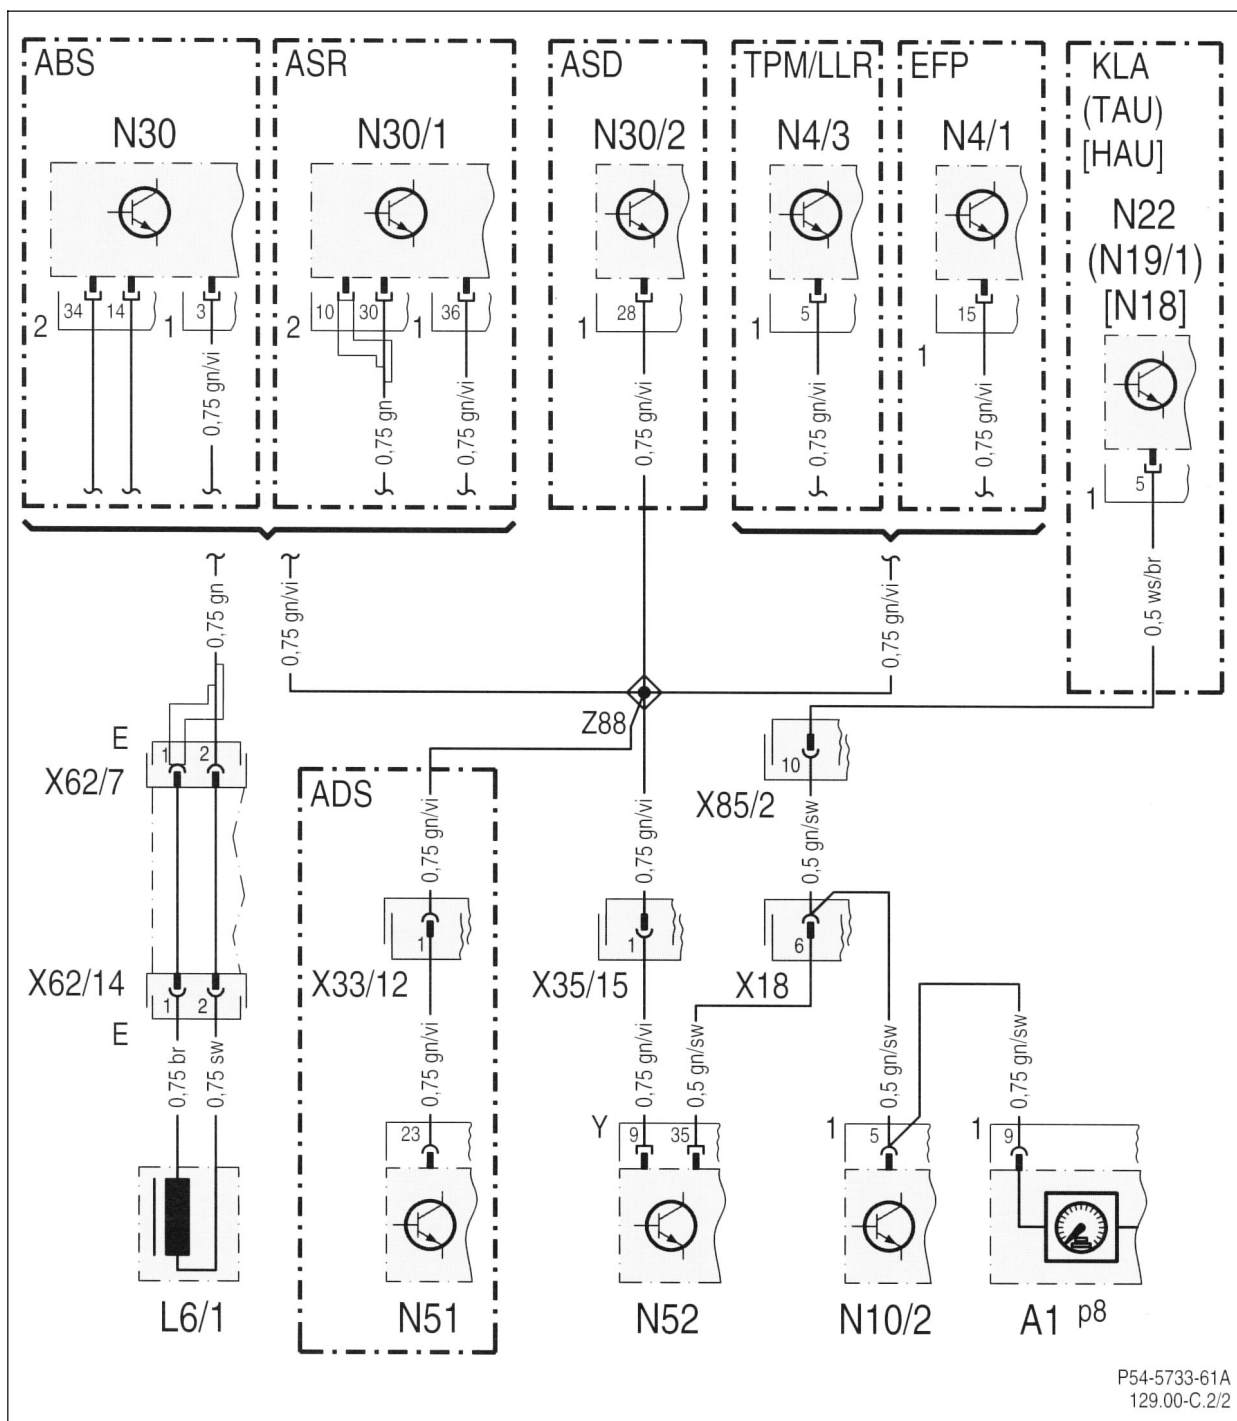 ABS
ASR
ASD
TPM/LLR
EFP
KLA
(TAU)
[HAU]
N30
N30/1
N30/2
N4/3
N4/1
N22
(N19/1)
[N18]
34
14
3
10
30
36
28
5
15
2
1
2
1
1
1
1
0,75 gn/vi
0,75 gn
0,75 gn/vi
0,75 gn/vi
0,75 gn/vi
0,75 gn/vi
5
1
0,75 gn
0,75 gn/vi
0,75 gn/vi
0,5 ws/br
Z88
E
1
2
X62/7
ADS
10
X85/2
0,75 gn/vi
0,75 gn/vi
0,5 gn/sw
1
1
6
X62/14
X33/12
X35/15
X18
1
2
E
0,75 br
0,75 sw
0,75 gn/vi
0,75 gn/vi
0,5 gn/sw
0,5 gn/sw
0,75 gn/sw
23
Y
9
35
1
5
1
9
L6/1
N51
N52
N10/2
A1 p8
P54-5733-61A
129.00-C.2/2